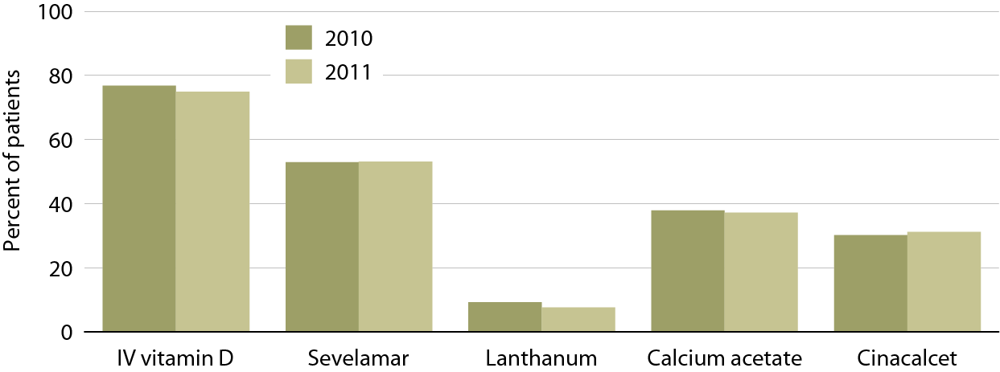 100
80
60
40
20
0
Percent of patients
2010
2011
IV vitamin D
Sevelamar
Lanthanum
Calcium acetate
Cinacalcet